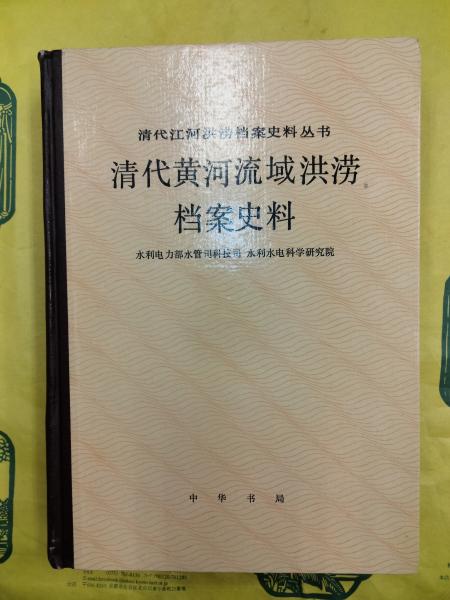 清代江河洪涝档案史料丛书
清代黄河流域洪涝
档案史料
水利电力部水管司科技司 水利水电科学研究院
中华书局